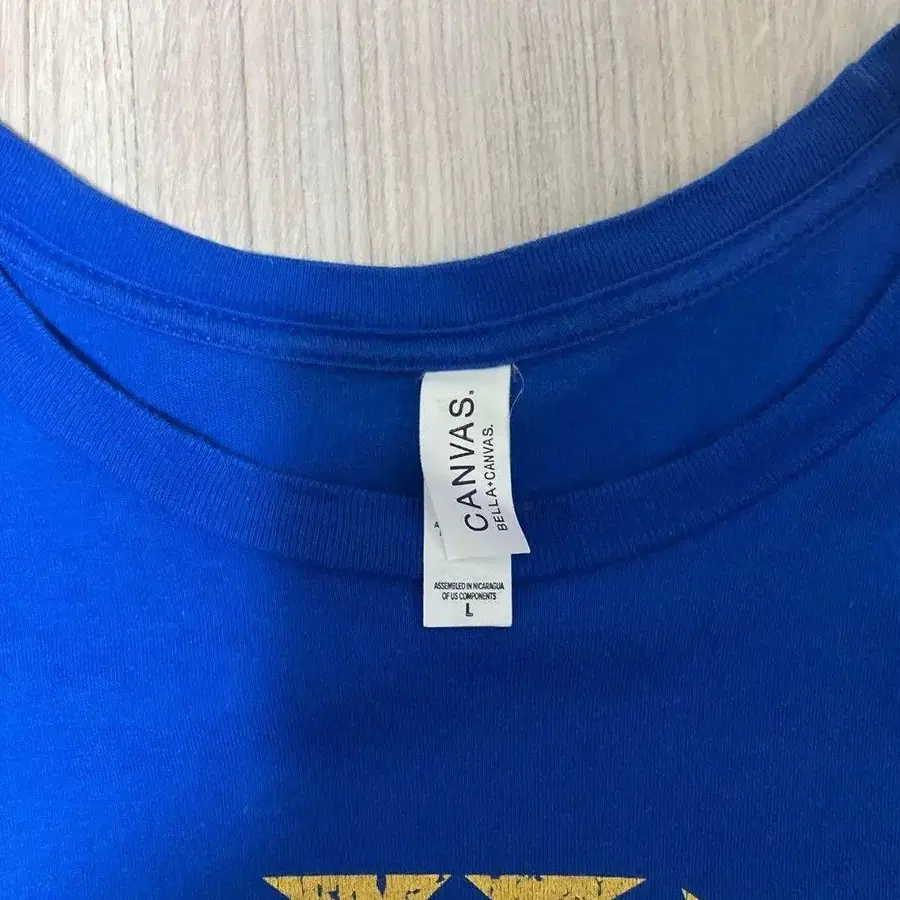 CANVAS.
BELLA+CANVAS.
ASSEMBLED IN NICARAGUA
OF US COMPONENTS
L